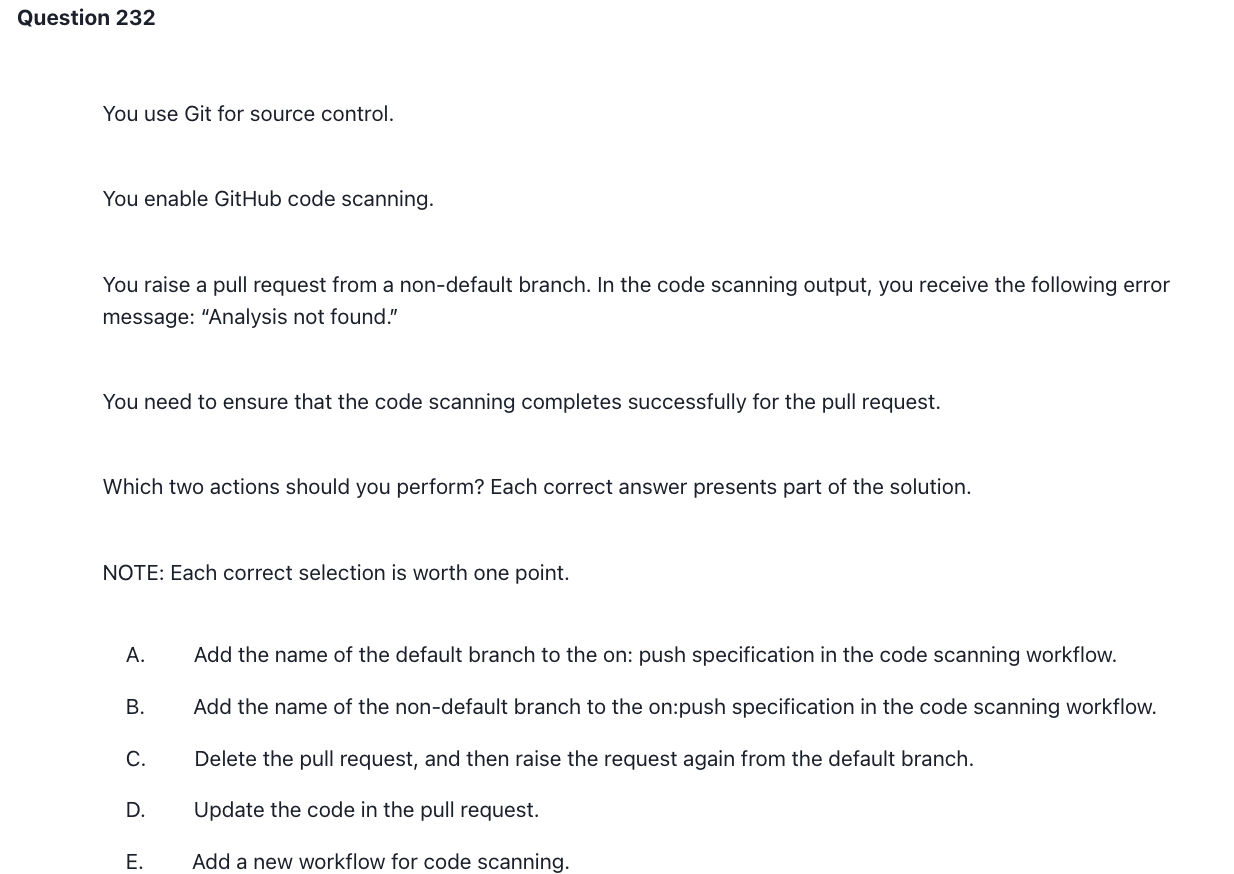 Question 232
You use Git for source control.
You enable GitHub code scanning.
You raise a pull request from a non-default branch. In the code scanning output, you receive the following error
message: “Analysis not found.”
You need to ensure that the code scanning completes successfully for the pull request.
Which two actions should you perform? Each correct answer presents part of the solution.
NOTE: Each correct selection is worth one point.
A. Add the name of the default branch to the on: push specification in the code scanning workflow.
B. Add the name of the non-default branch to the on:push specification in the code scanning workflow.
C. Delete the pull request, and then raise the request again from the default branch.
D. Update the code in the pull request.
E. Add a new workflow for code scanning.